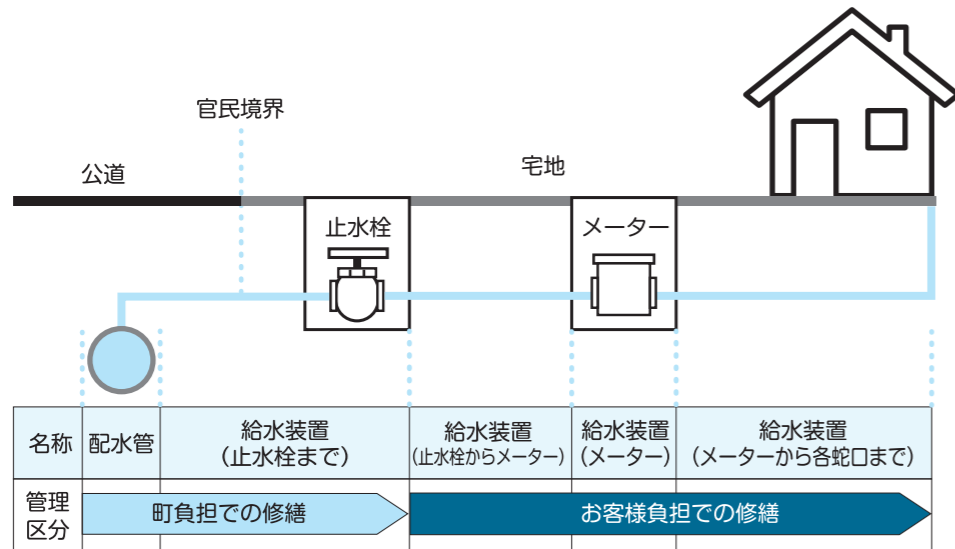 官民境界
公道
宅地
止水栓
メーター
名称
配水管
給水装置
(止水栓まで)
給水装置
(止水栓からメーター)
給水装置
(メーター)
給水装置
(メーターから各蛇口まで)
管理
区分
町負担での修繕
お客様負担での修繕